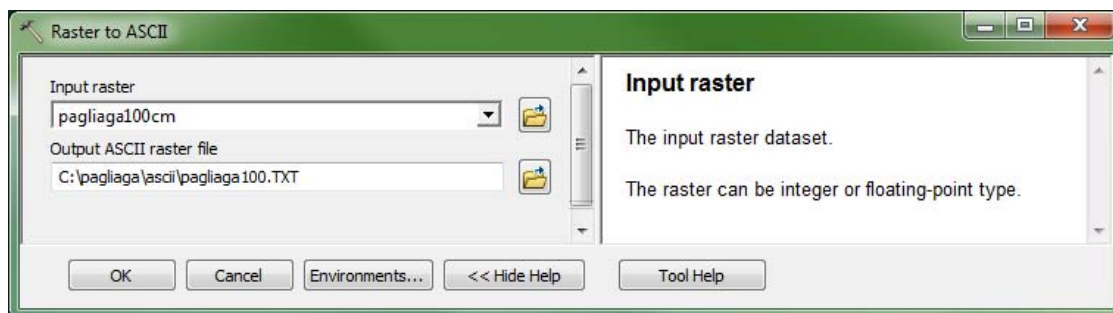 Raster to ASCII
Input raster
pagliaga100cm
Output ASCII raster file
C:\pagliaga\ascii\pagliaga100.TXT
Input raster
The input raster dataset.
The raster can be integer or floating-point type.
OK
Cancel
Environments...
<< Hide Help
Tool Help